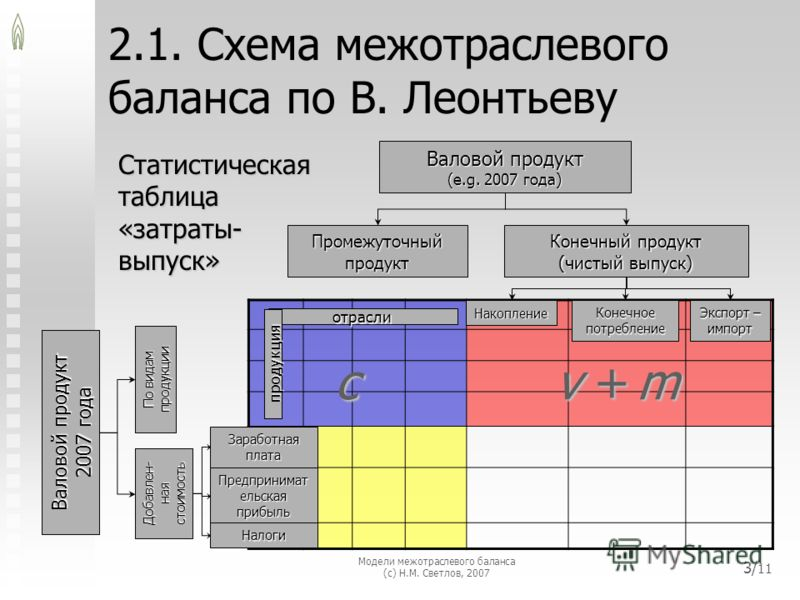 2.1. Схема межотраслевого
баланса по В. Леонтьеву
Статистическая
таблица
«затраты-
выпуск»
Валовой продукт
(e.g. 2007 года)
Промежуточный
продукт
Конечный продукт
(чистый выпуск)
отрасли
Накопление
Конечное
потребление
Экспорт –
импорт
продукция
c
v + m
Валовой продукт
2007 года
По видам
продукции
Добавлен-
ная
стоимость
Заработная
плата
Предпринимат
ельская
прибыль
Налоги
Модели межотраслевого баланса
(с) Н.М. Светлов, 2007
MyShared
3/11